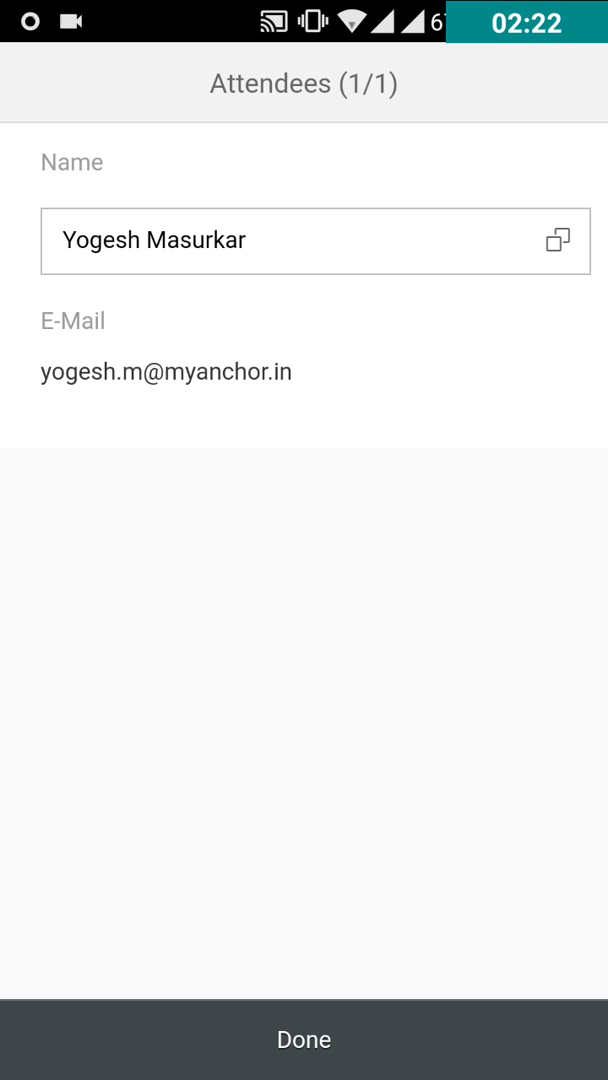 02:22
Attendees (1/1)
Name
Yogesh Masurkar
E-Mail
yogesh.m@myanchor.in
Done